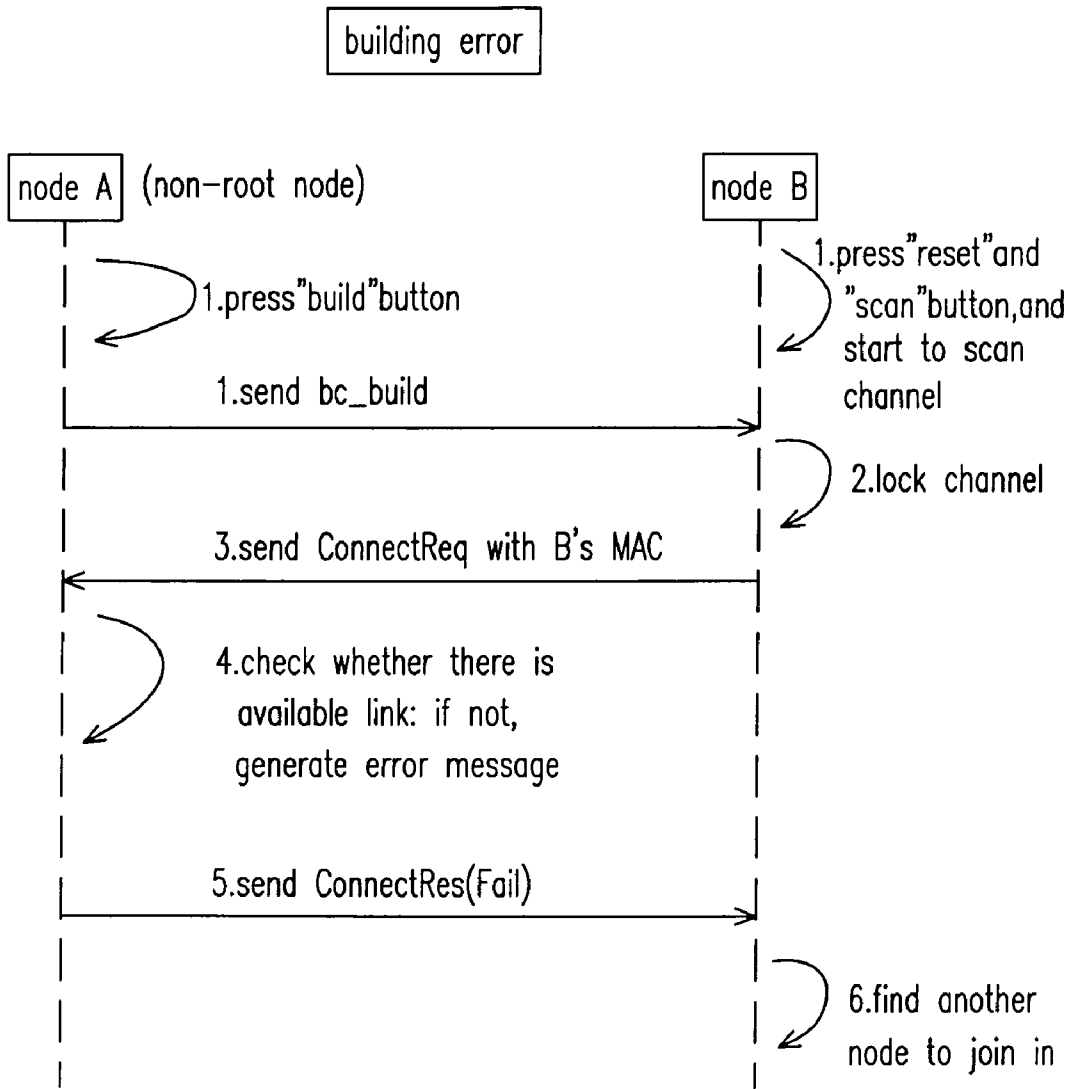 building error
node A (non-root node)
node B
1.press"build"button
1.press"reset"and
"scan"button,and
start to scan
channel
1.send bc_build
2.lock channel
3.send ConnectReq with B's MAC
4.check whether there is
available link: if not,
generate error message
5.send ConnectRes(Fail)
6.find another
node to join in